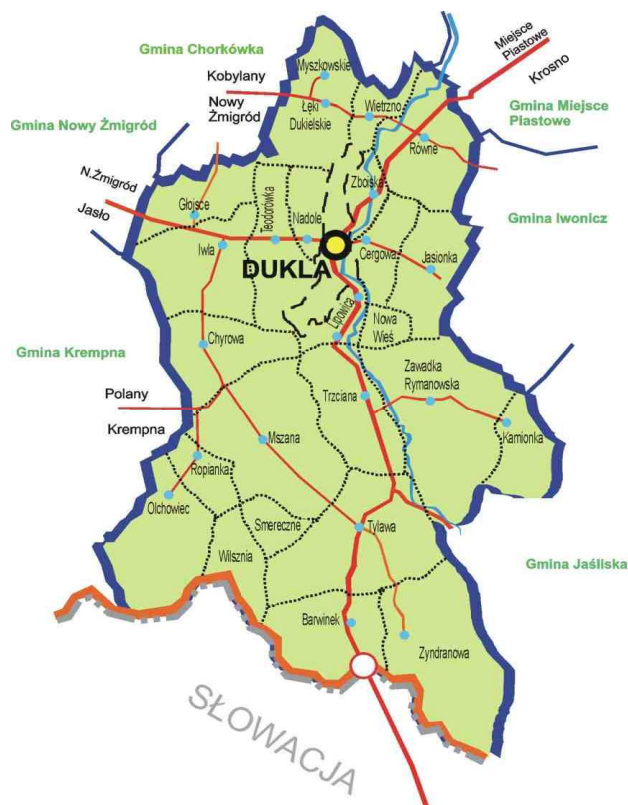 Gmina Chorkówka
Miejsce
Piastowe
Krosno
Myszkowskie
Kobylany
Nowy
Żmigród
Łęki
Dukielskie
Wietrzno
Gmina Miejsce
Piastowe
Gmina Nowy Żmigród
Równe
N.Żmigród
Jasło
Głojsce
Teodorówka
Zboiska
Nadole
Gmina Iwonicz
Iwla
DUKLA
Cergowa
Jasionka
Lipowica
Nowa
Wieś
Chyrowa
Gmina Krempna
Zawadka
Rymanowska
Polany
Krempna
Trzciana
Mszana
Kamionka
Ropianka
Olchowiec
Smereczne
Tylawa
Wilsznia
Gmina Jaśliska
Barwinek
Zyndranowa
SŁOWACJA